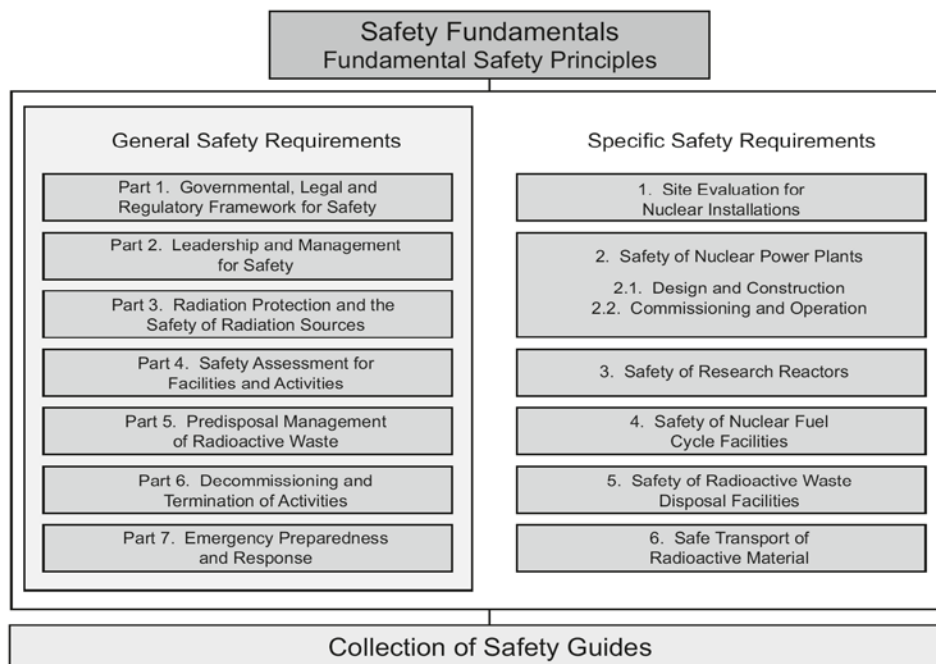 Safety Fundamentals
Fundamental Safety Principles
General Safety Requirements
Part 1. Governmental, Legal and
Regulatory Framework for Safety
Part 2. Leadership and Management
for Safety
Part 3. Radiation Protection and the
Safety of Radiation Sources
Part 4. Safety Assessment for
Facilities and Activities
Part 5. Predisposal Management
of Radioactive Waste
Part 6. Decommissioning and
Termination of Activities
Part 7. Emergency Preparedness
and Response
Specific Safety Requirements
1. Site Evaluation for
Nuclear Installations
2. Safety of Nuclear Power Plants
2.1. Design and Construction
2.2. Commissioning and Operation
3. Safety of Research Reactors
4. Safety of Nuclear Fuel
Cycle Facilities
5. Safety of Radioactive Waste
Disposal Facilities
6. Safe Transport of
Radioactive Material
Collection of Safety Guides